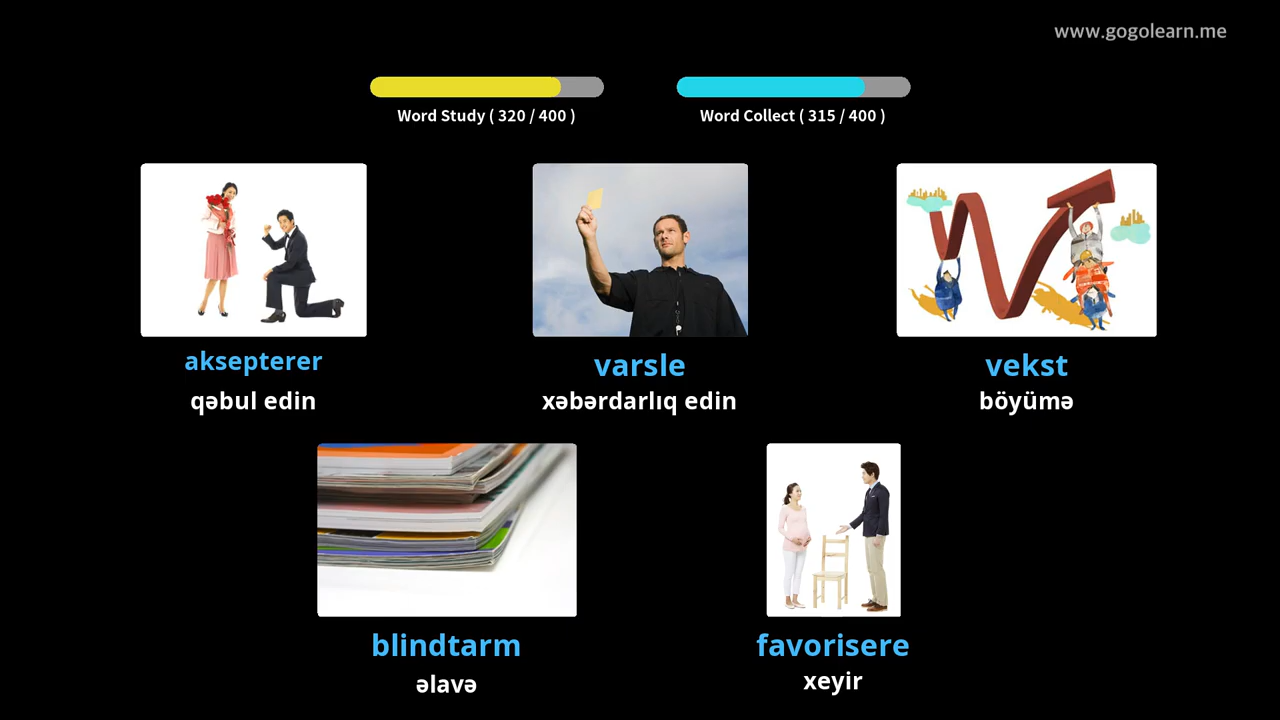 www.gogolearn.me
Word Study ( 320 / 400 )
Word Collect ( 315 / 400 )
aksepterer
qəbul edin
varsle
xəbərdarlıq edin
vekst
böyümə
blindtarm
əlavə
favorisere
xeyir